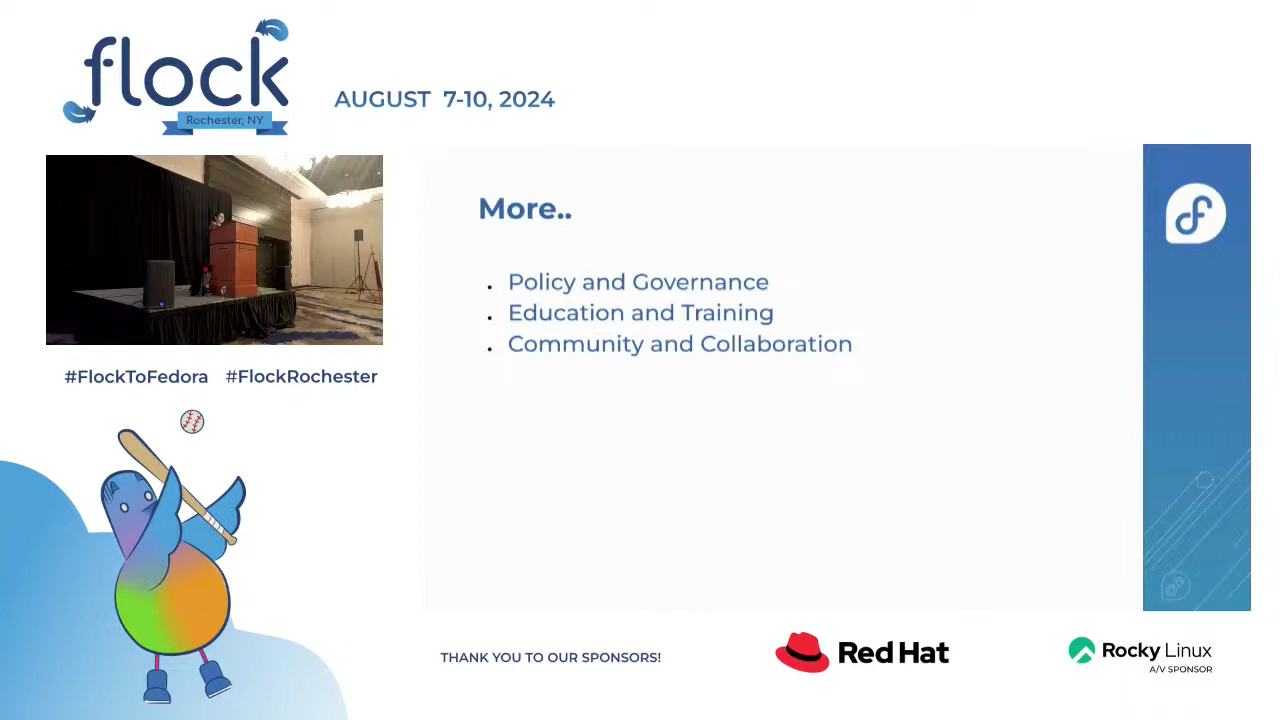 flock
Rochester, NY
AUGUST 7-10, 2024
More..
Policy and Governance
Education and Training
Community and Collaboration
#FlockToFedora #FlockRochester
THANK YOU TO OUR SPONSORS!
Red Hat
Rocky Linux
A/V SPONSOR